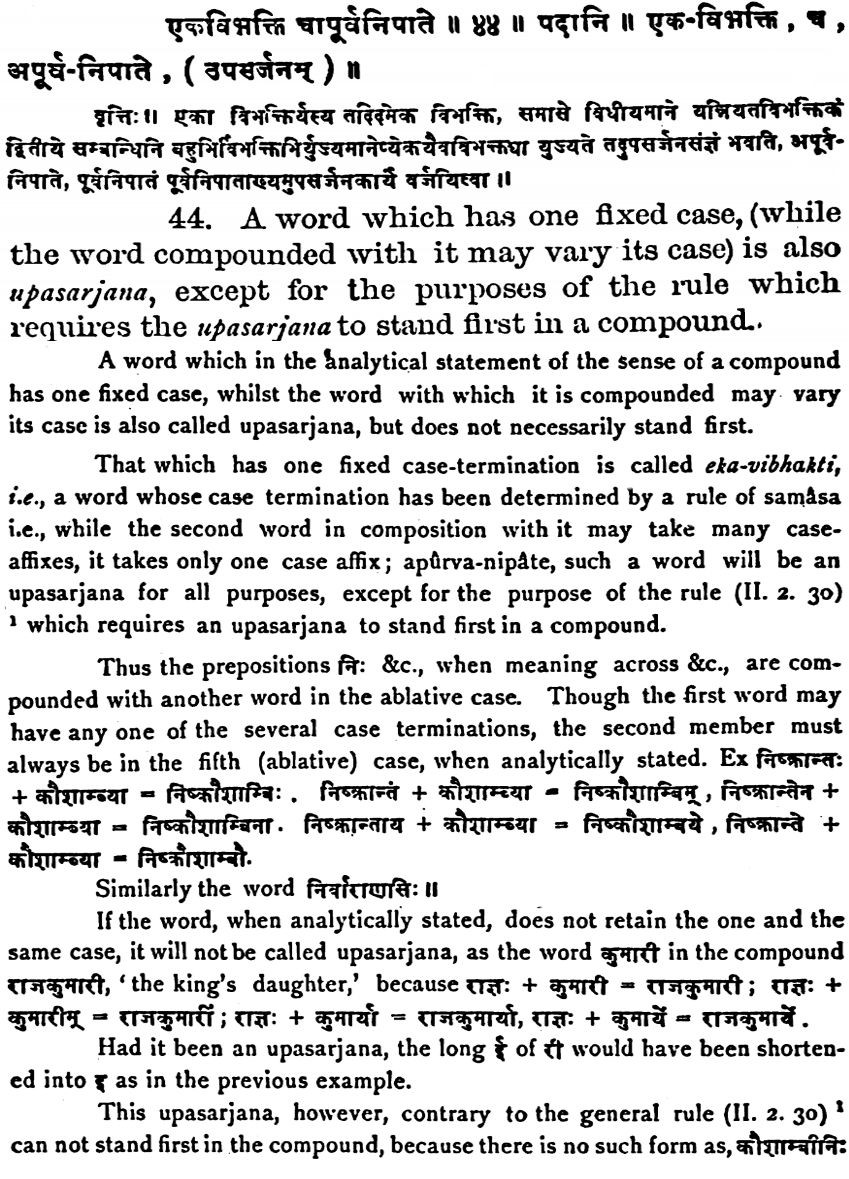 एकविभक्ति चापूर्वनिपाते ॥ ४४ ॥ पदानि ॥ एक-विभक्ति , च ,
अपूर्व-निपाते , ( उपसर्जनम् ) ॥
वृत्तिः॥ एका विभक्तिर्यस्य तदिदमेक विभक्ति, समासे विधीयमाने यन्नियतविभक्तिकं
द्वितीये सम्बन्धिनि बहुभिर्विभक्तिभिर्युज्यमानेप्येकयैवविभक्तया युज्यते तदुपसर्जनसंज्ञं भवाति, अपूर्व-
निपाते, पूर्वनिपातं पूर्वनिपाताख्यमुपसर्जनकार्यं वर्जयित्वा ॥
44. A word which has one fixed case, (while
the word compounded with it may vary its case) is also
upasarjana, except for the purposes of the rule which
requires the upasarjana to stand first in a compound..
A word which in the analytical statement of the sense of a compound
has one fixed case, whilst the word with which it is compounded may vary
its case is also called upasarjana, but does not necessarily stand first.
That which has one fixed case-termination is called eka-vibhakti,
i.e., a word whose case termination has been determined by a rule of samâsa
i.e., while the second word in composition with it may take many case-
affixes, it takes only one case affix; apûrva-nipâte, such a word will be an
upasarjana for all purposes, except for the purpose of the rule (II. 2. 30)
¹ which requires an upasarjana to stand first in a compound.
Thus the prepositions निः &c., when meaning across &c., are com-
pounded with another word in the ablative case. Though the first word may
have any one of the several case terminations, the second member must
always be in the fifth (ablative) case, when analytically stated. Ex निष्क्रान्तः
+ कौशाम्ब्या = निष्कौशाम्बिः . निष्क्रान्तं + कौशाम्ब्या = निष्कौशाम्बिम् , निष्क्रान्तेन +
कौशाम्ब्या = निष्कौशाम्बिना . निष्क्रान्ताय + कौशाम्ब्या = निष्कौशाम्बये , निष्क्रान्ते +
कौशाम्ब्या = निष्कौशाम्बौ.
Similarly the word निर्वाराणसिः ॥
If the word, when analytically stated, does not retain the one and the
same case, it will not be called upasarjana, as the word कुमारी in the compound
राजकुमारी, ‘the king’s daughter,’ because राज्ञः + कुमारी = राजकुमारी ; राज्ञः +
कुमारीम् = राजकुमारीं ; राज्ञः + कुमार्या = राजकुमार्या, राज्ञः + कुमार्ये = राजकुमार्ये .
Had it been an upasarjana, the long ई of री would have been shorten-
ed into इ as in the previous example.
This upasarjana, however, contrary to the general rule (II. 2. 30) ¹
can not stand first in the compound, because there is no such form as, कौशाम्बीनिः